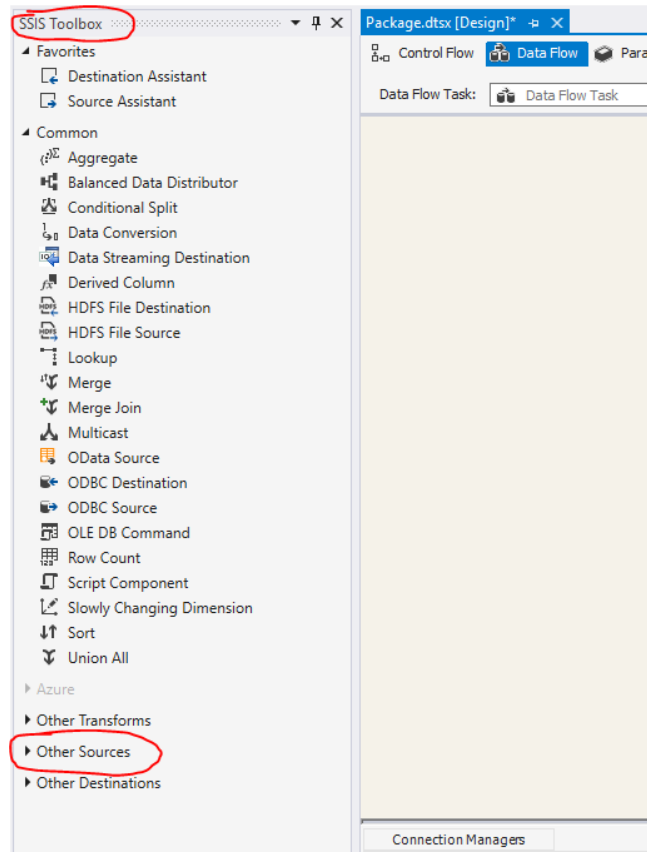 SSIS Toolbox
Favorites
Destination Assistant
Source Assistant
Common
Aggregate
Balanced Data Distributor
Conditional Split
Data Conversion
Data Streaming Destination
Derived Column
HDFS File Destination
HDFS File Source
Lookup
Merge
Merge Join
Multicast
OData Source
ODBC Destination
ODBC Source
OLE DB Command
Row Count
Script Component
Slowly Changing Dimension
Sort
Union All
Azure
Other Transforms
Other Sources
Other Destinations
Package.dtsx [Design]*
Control Flow Data Flow Para
Data Flow Task: Data Flow Task
Connection Managers